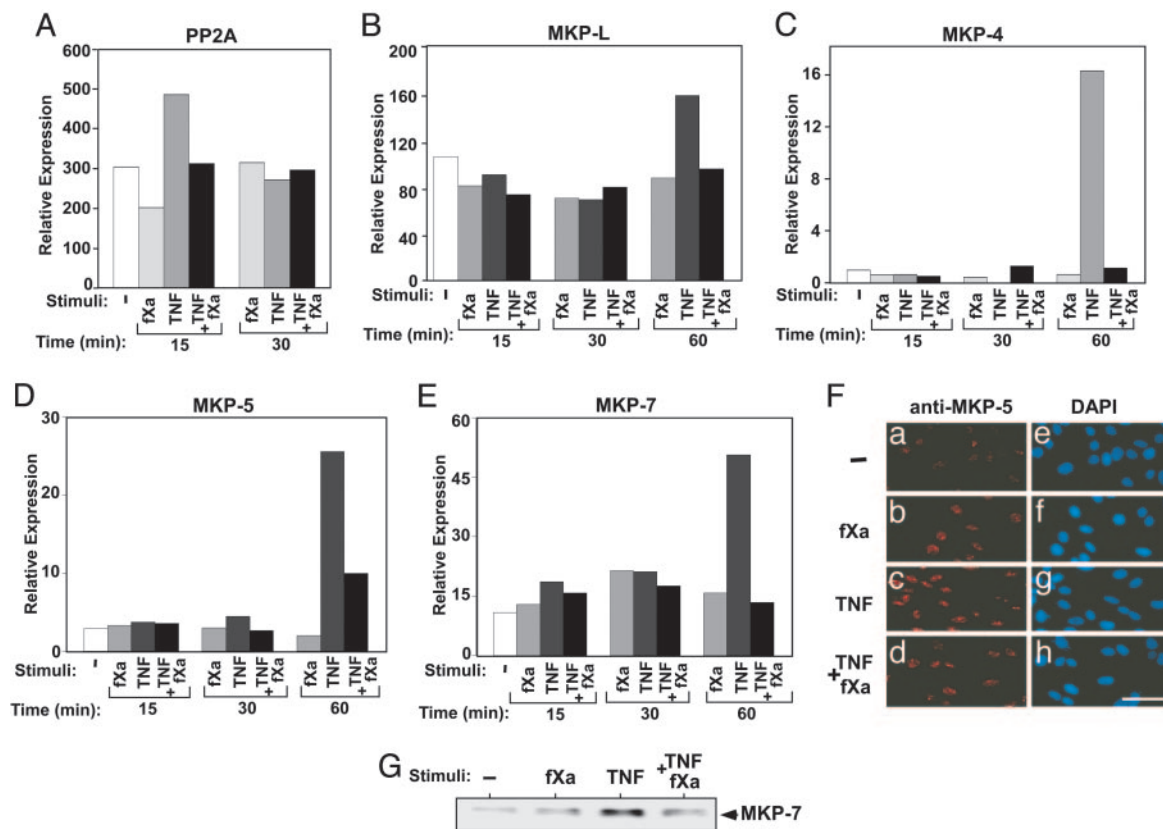 A
PP2A
Relative Expression
600
500
400
300
200
100
0
Stimuli: - fXa TNF TNF + fXa fXa TNF TNF + fXa
Time (min): 15 30
B
MKP-L
Relative Expression
200
160
120
80
40
0
Stimuli: - fXa TNF TNF + fXa fXa TNF TNF + fXa fXa TNF TNF + fXa
Time (min): 15 30 60
C
MKP-4
Relative Expression
16
12
8
4
0
Stimuli: - fXa TNF TNF + fXa fXa TNF TNF + fXa fXa TNF TNF + fXa
Time (min): 15 30 60
D
MKP-5
Relative Expression
30
20
10
0
Stimuli: - fXa TNF TNF + fXa fXa TNF TNF + fXa fXa TNF TNF + fXa
Time (min): 15 30 60
E
MKP-7
Relative Expression
60
45
30
15
0
Stimuli: - fXa TNF TNF + fXa fXa TNF TNF + fXa fXa TNF TNF + fXa
Time (min): 15 30 60
F
anti-MKP-5 DAPI
– a e
fXa b f
TNF c g
TNF + fXa d h
G
Stimuli: – fXa TNF +TNF fXa
MKP-7